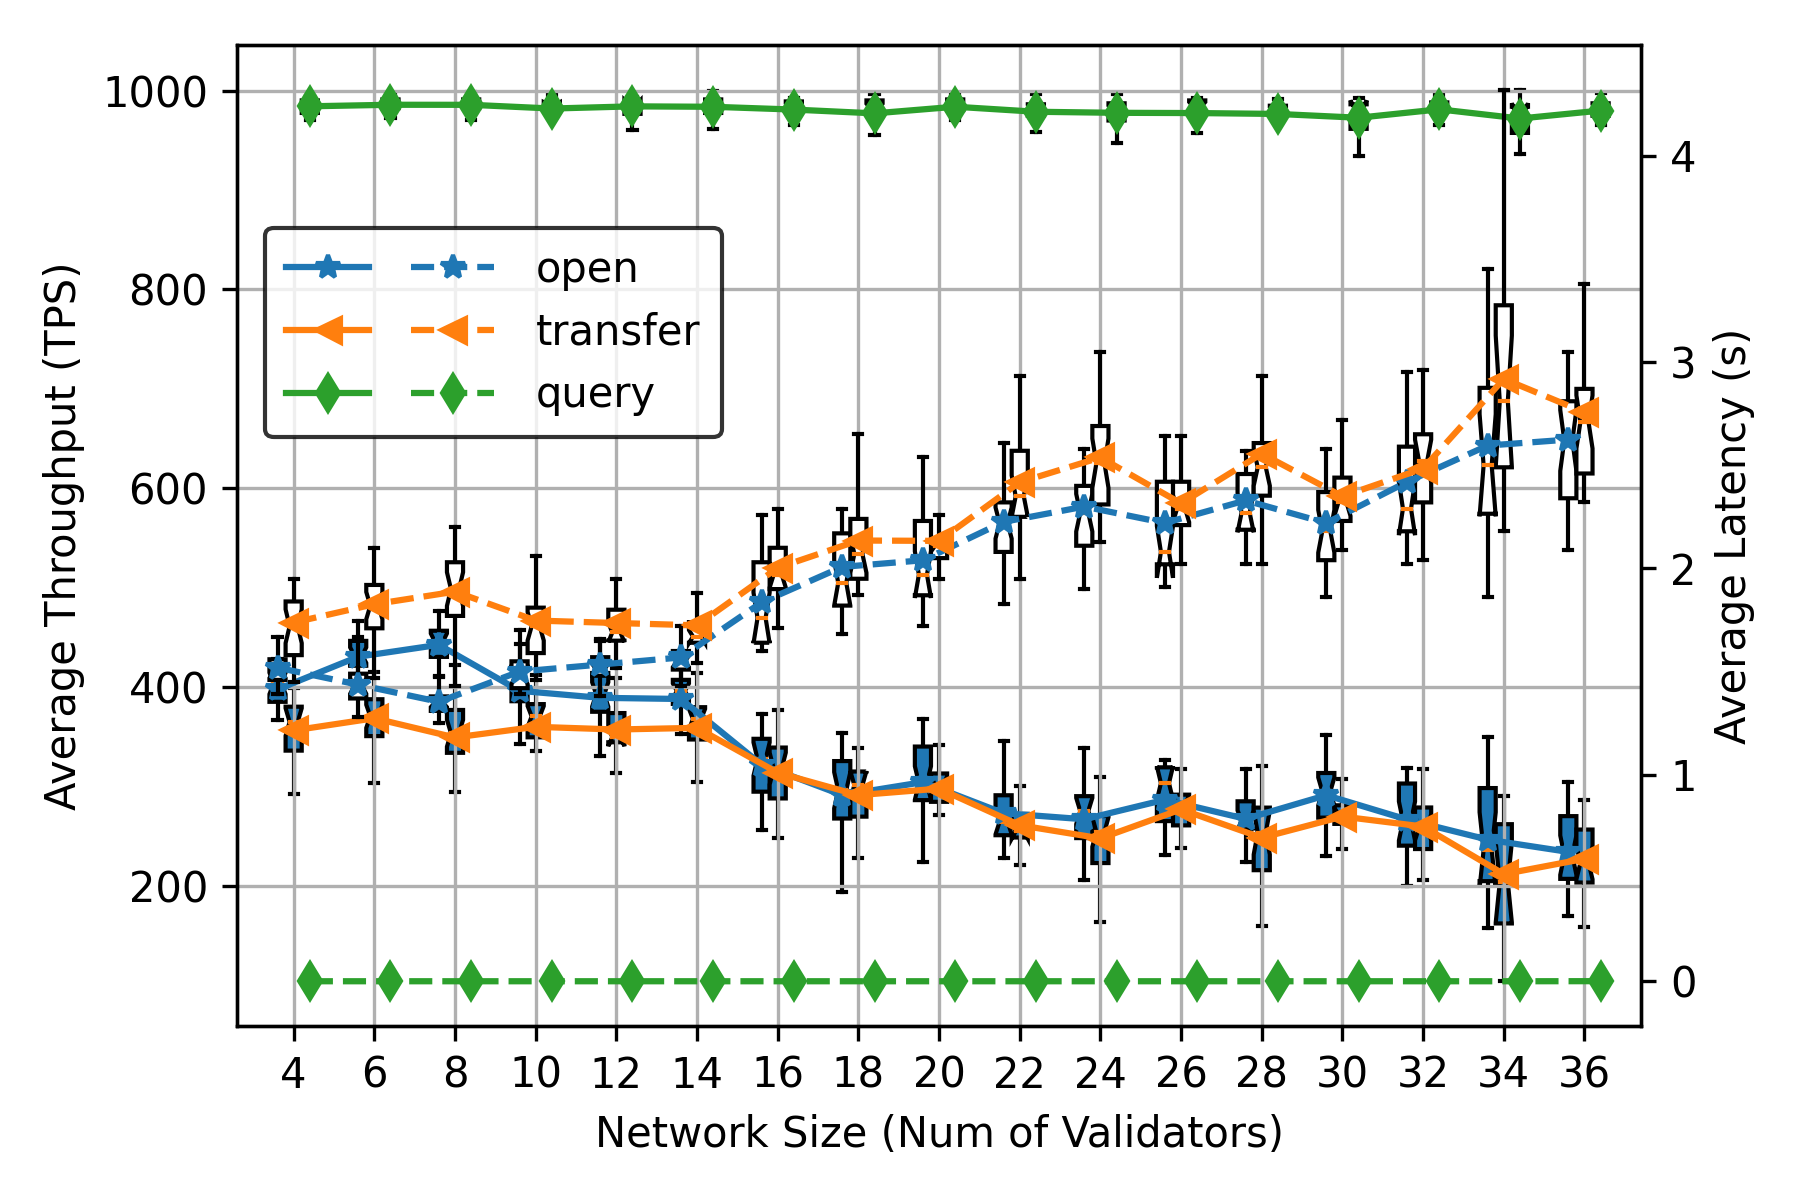 1000
800
600
400
200
Average Throughput (TPS)
open
transfer
query
4
3
2
1
0
Average Latency (s)
4 6 8 10 12 14 16 18 20 22 24 26 28 30 32 34 36
Network Size (Num of Validators)